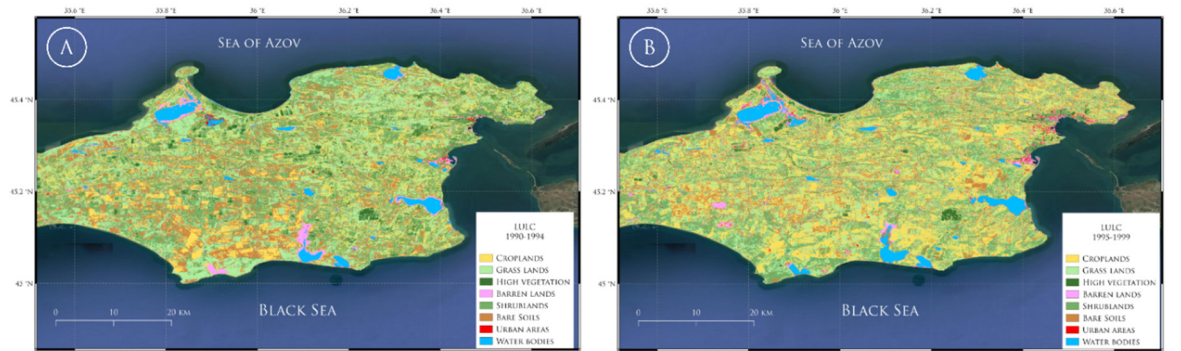 35.6 °E 35.8 °E 36 °E 36.2 °E 36.4 °E 36.6 °E
A
SEA OF AZOV
45.4 °N
45.2 °N
45 °N
BLACK SEA
0 10 20 KM
LULC
1990-1994
CROPLANDS
GRASS LANDS
HIGH VEGETATION
BARREN LANDS
SHRUBLANDS
BARE SOILS
URBAN AREAS
WATER BODIES
35.6 °E 35.8 °E 36 °E 36.2 °E 36.4 °E 36.6 °E
B
SEA OF AZOV
45.4 °N
45.2 °N
45 °N
BLACK SEA
0 10 20 KM
LULC
1995-1999
CROPLANDS
GRASS LANDS
HIGH VEGETATION
BARREN LANDS
SHRUBLANDS
BARE SOILS
URBAN AREAS
WATER BODIES